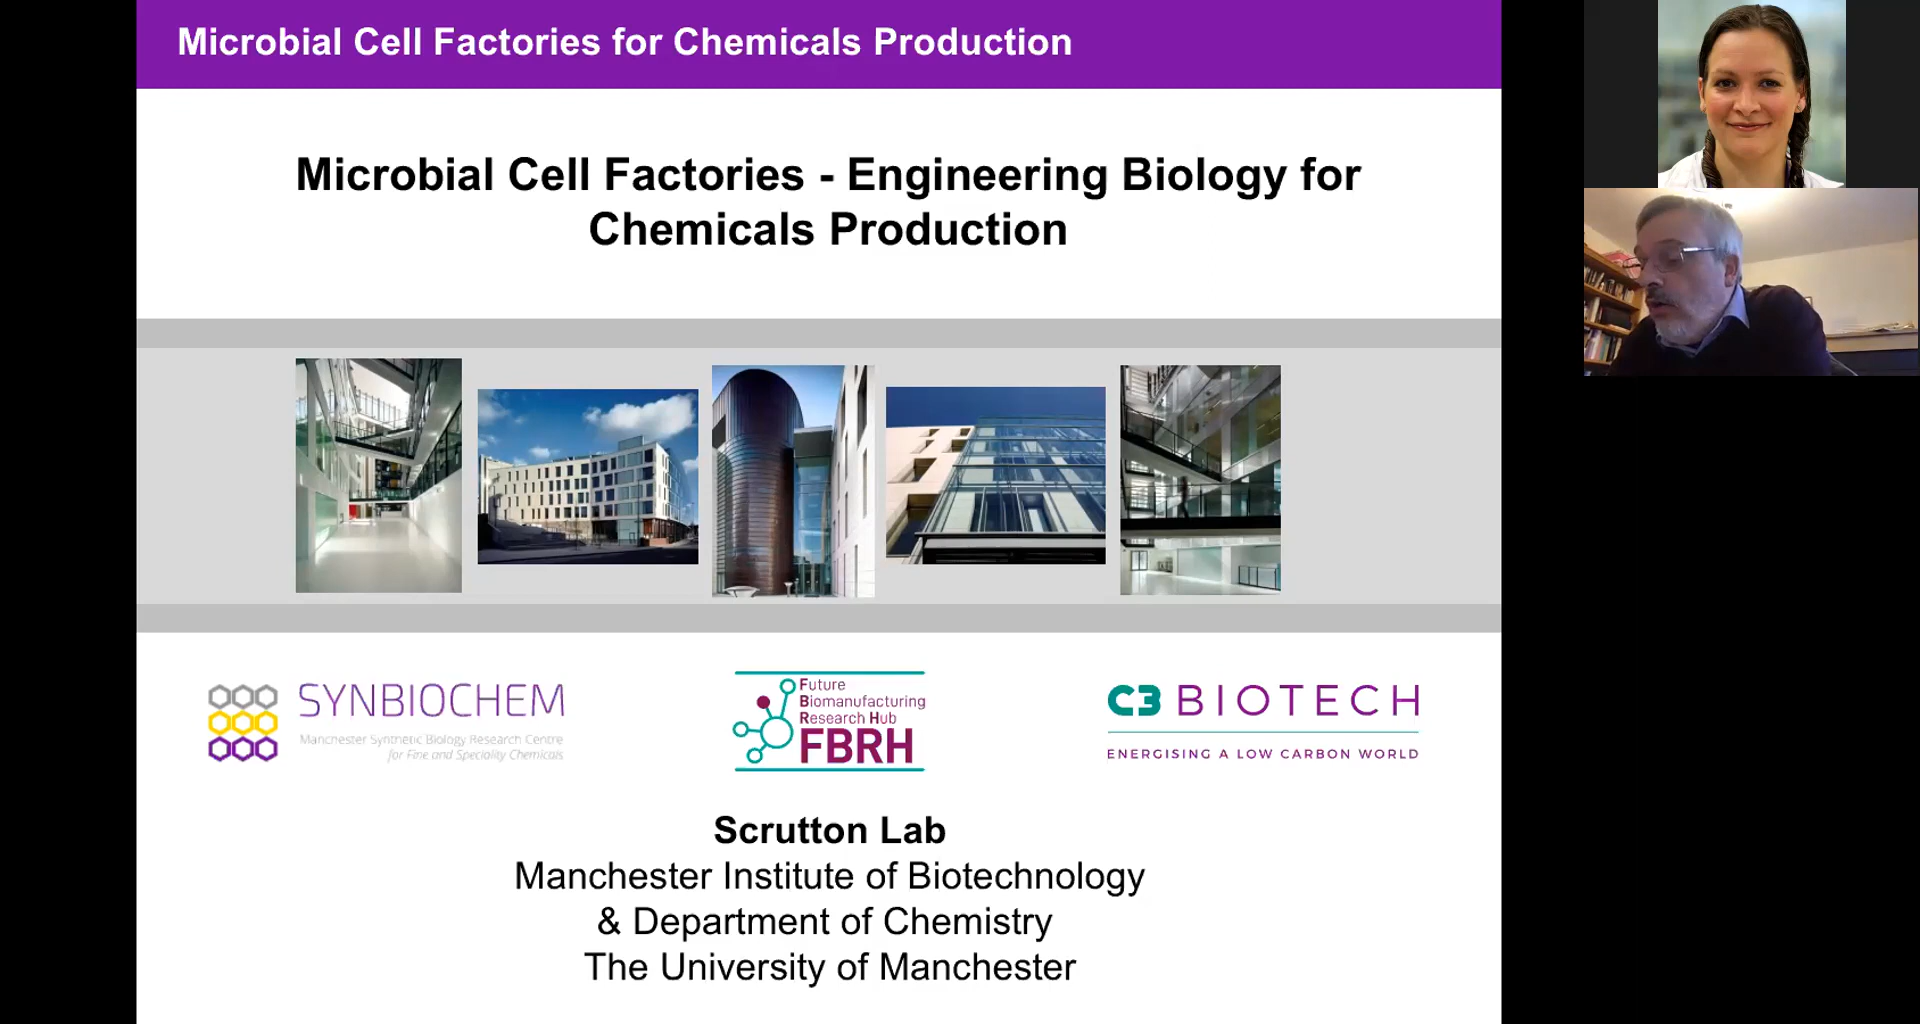 Microbial Cell Factories for Chemicals Production
Microbial Cell Factories - Engineering Biology for
Chemicals Production
SYNBIOCHEM
Manchester Synthetic Biology Research Centre
for Fine and Speciality Chemicals
Future
Biomanufacturing
Research Hub
FBRH
C3 BIOTECH
ENERGISING A LOW CARBON WORLD
Scrutton Lab
Manchester Institute of Biotechnology
& Department of Chemistry
The University of Manchester